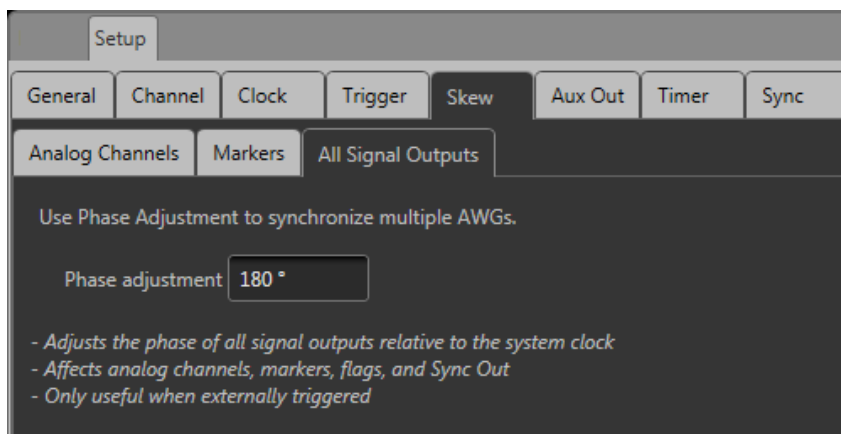 Setup
General Channel Clock Trigger Skew Aux Out Timer Sync
Analog Channels Markers All Signal Outputs
Use Phase Adjustment to synchronize multiple AWGs.
Phase adjustment 180 °
- Adjusts the phase of all signal outputs relative to the system clock
- Affects analog channels, markers, flags, and Sync Out
- Only useful when externally triggered